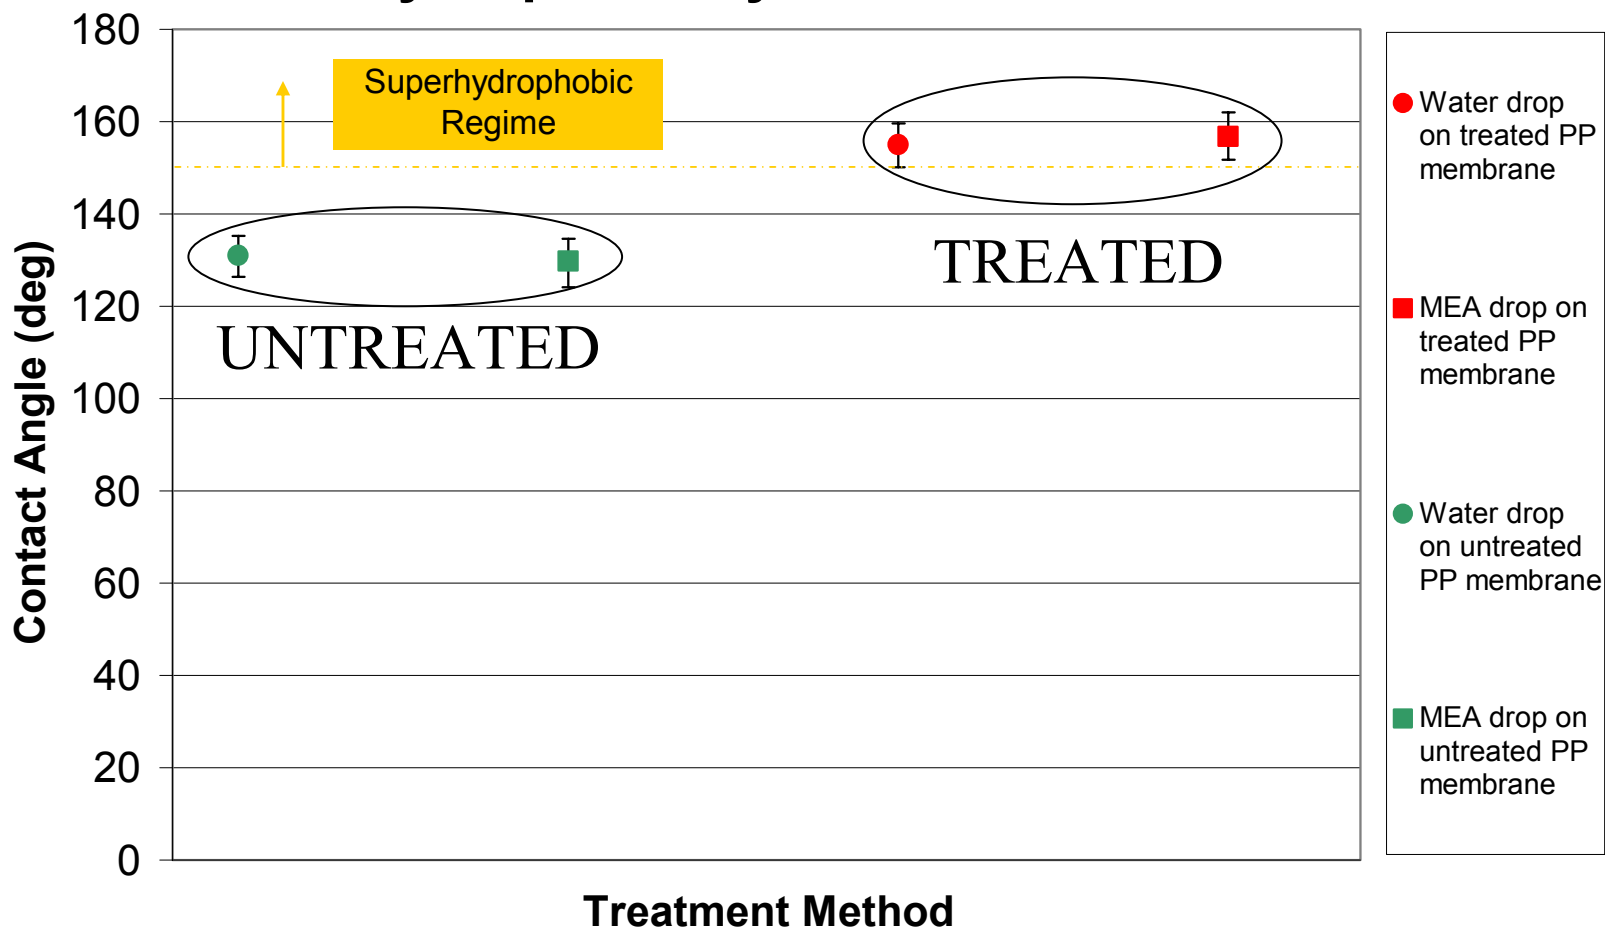 180
160
140
120
100
80
60
40
20
0
Contact Angle (deg)
Superhydrophobic
Regime
TREATED
UNTREATED
Treatment Method
Water drop
on treated PP
membrane
MEA drop on
treated PP
membrane
Water drop
on untreated
PP membrane
MEA drop on
untreated PP
membrane